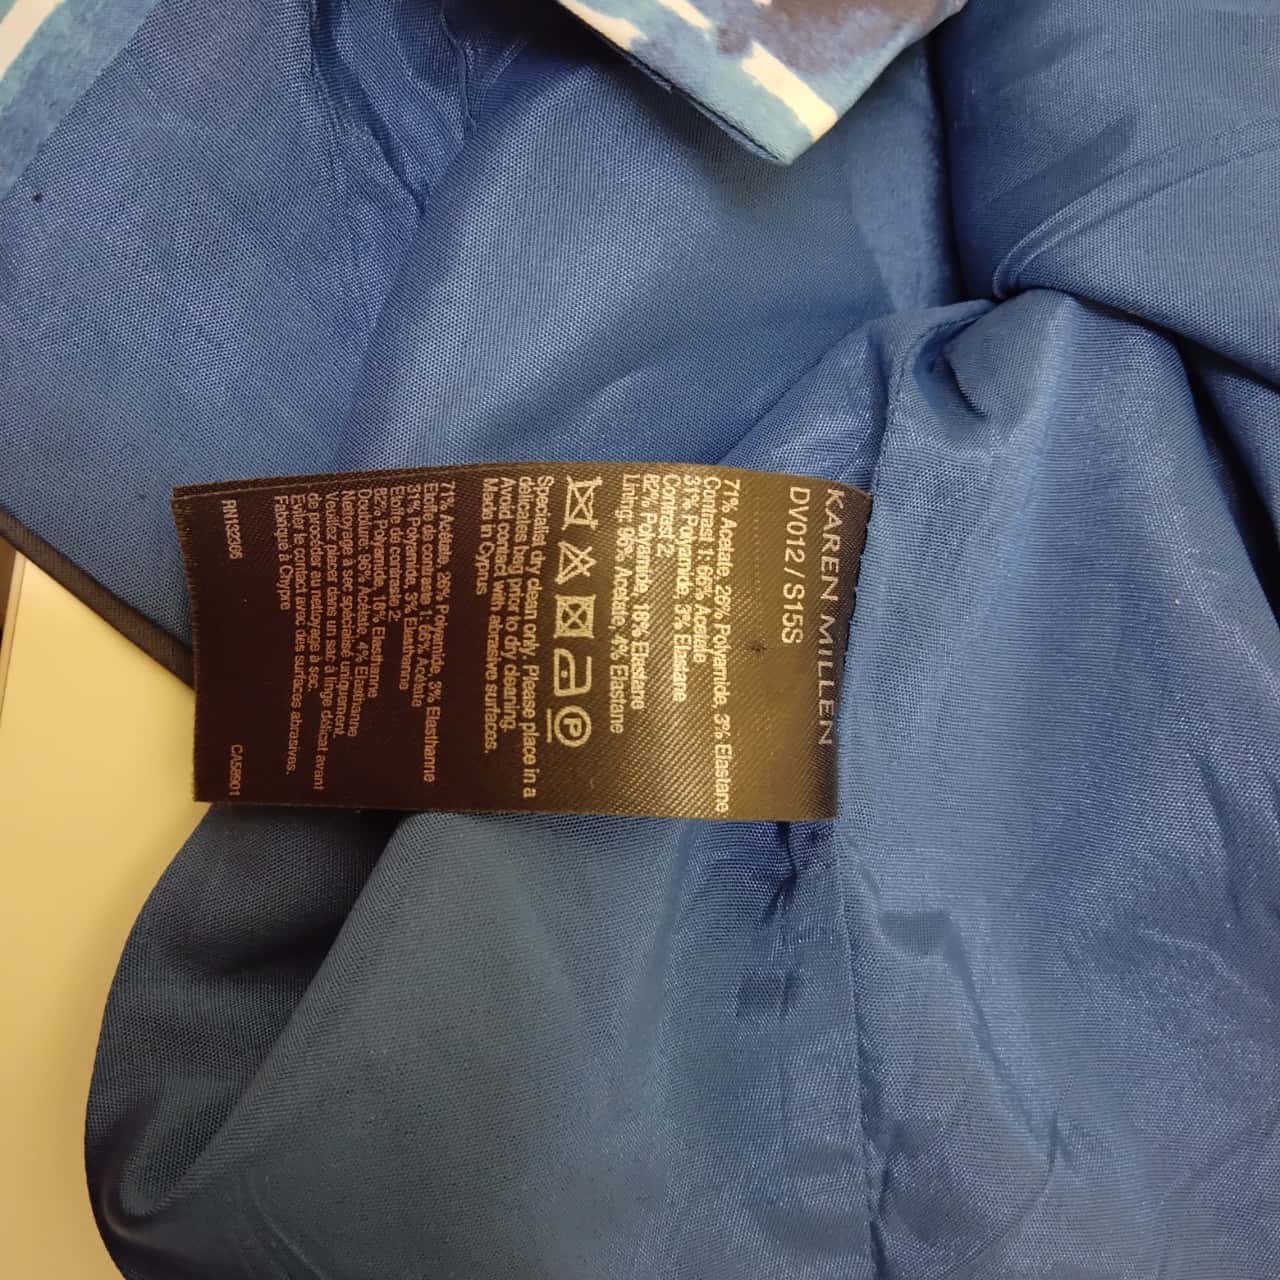 KAREN MILLEN
DV012 / S15S
71% Acetate, 26% Polyamide, 3% Elastane
Contrast 1: 66% Acetate
31% Polyamide, 3% Elastane
Contrast 2:
82% Polyamide, 18% Elastane
Lining: 96% Acetate, 4% Elastane
P
Specialist dry clean only. Please place in a
delicates bag prior to dry cleaning.
Avoid contact with abrasive surfaces.
Made in Cyprus
71% Acétate, 26% Polyamide, 3% Elasthanne
Etoffe de contraste 1: 66% Acétate
31% Polyamide, 3% Elasthanne
Etoffe de contraste 2:
82% Polyamide, 18% Elasthanne
Doublure: 96% Acétate, 4% Elasthanne
Netoyage à sec spécialisé uniquement.
Veuillez placer dans un sac à linge délicat avant
de procéder au nettoyage à sec.
Eviter le contact avec des surfaces abrasives.
Fabriqué à Chypre
RN132206
CA58901